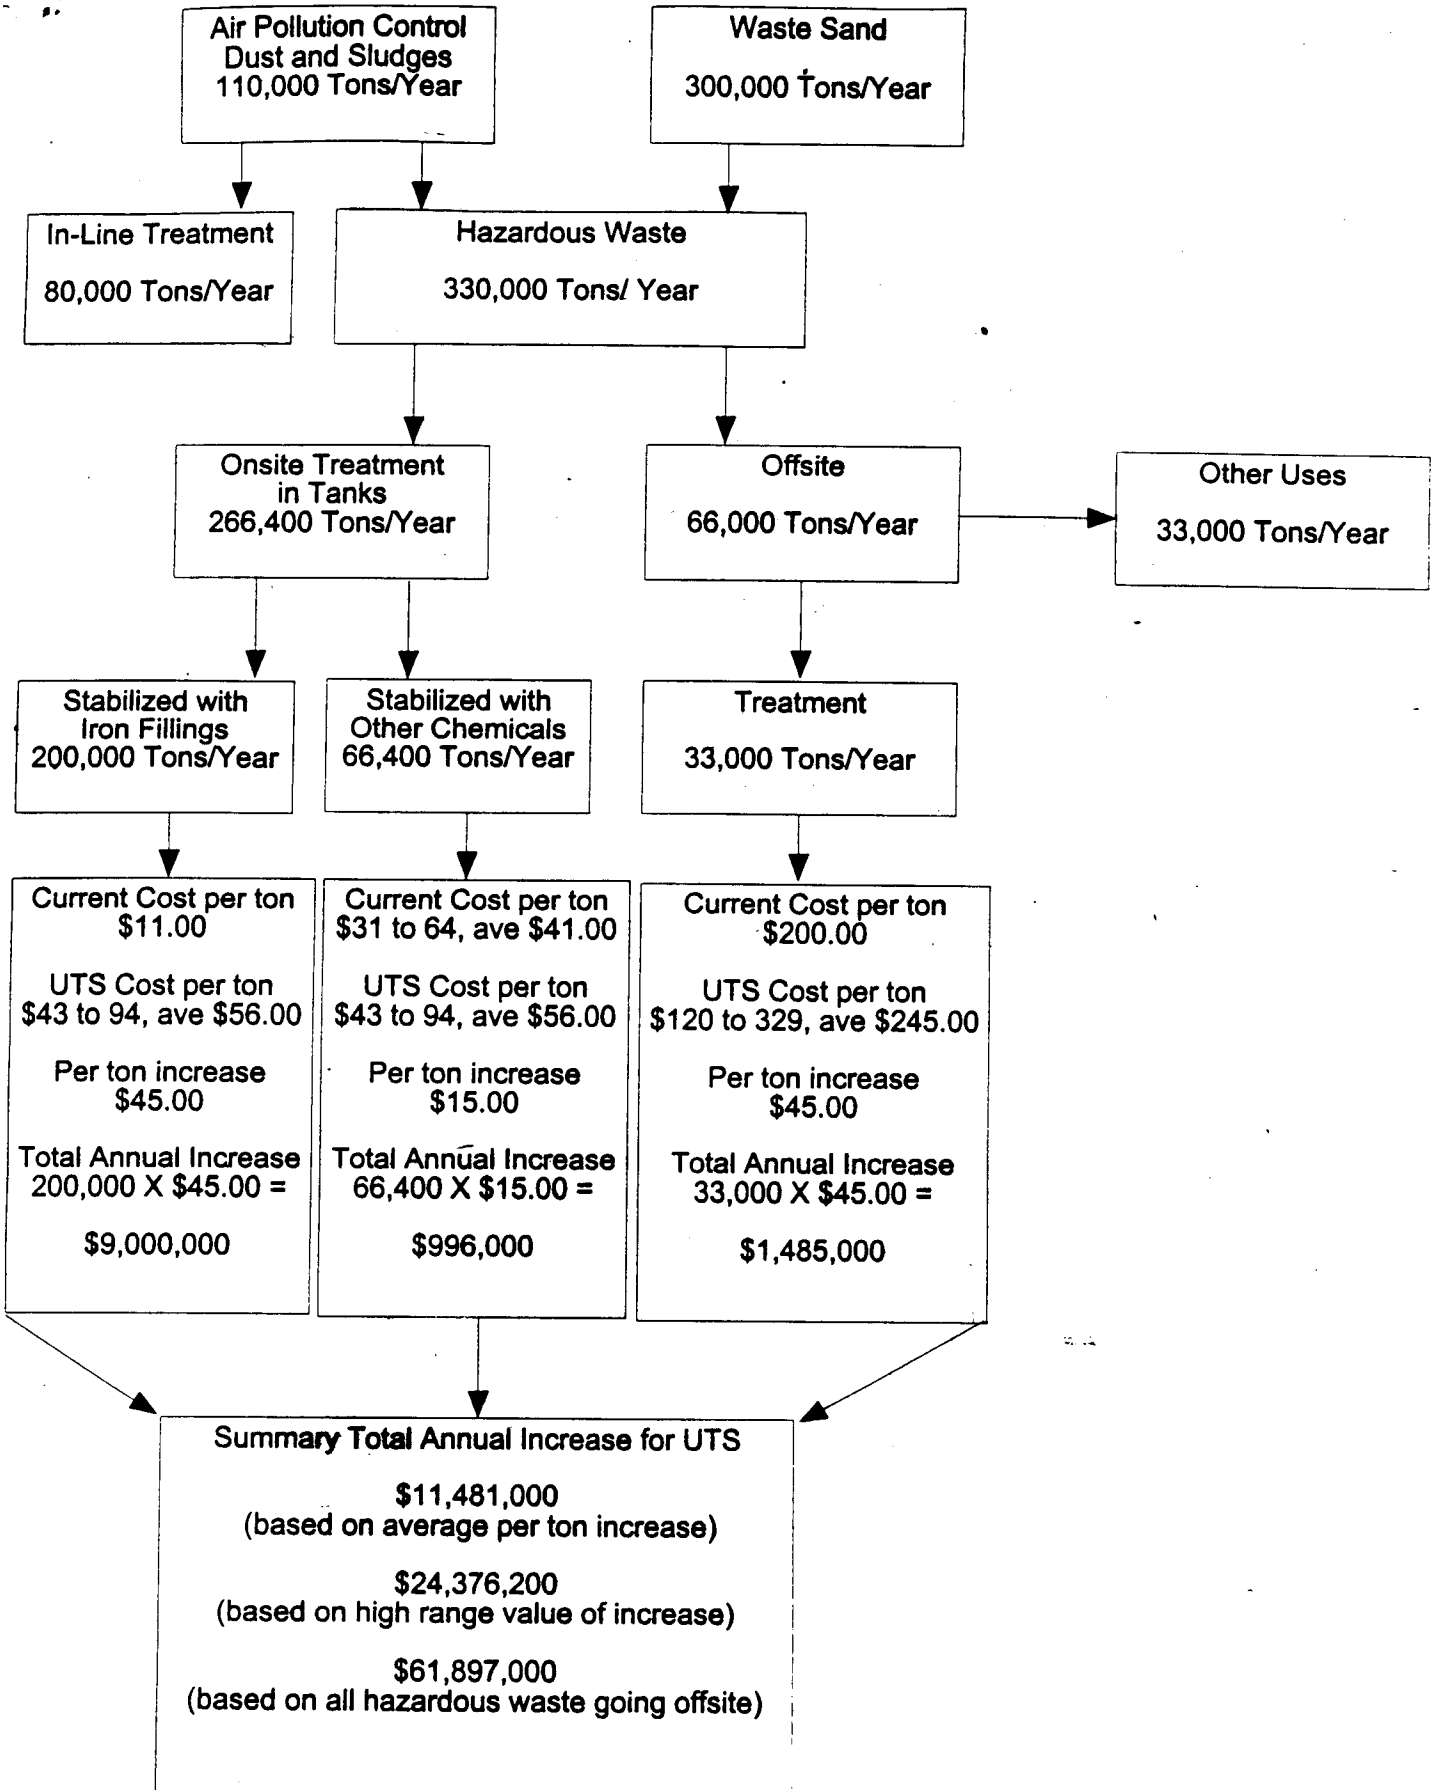 Air Pollution Control
Dust and Sludges
110,000 Tons/Year
Waste Sand
300,000 Tons/Year
In-Line Treatment
80,000 Tons/Year
Hazardous Waste
330,000 Tons/ Year
Onsite Treatment
in Tanks
266,400 Tons/Year
Offsite
66,000 Tons/Year
Other Uses
33,000 Tons/Year
Stabilized with
Iron Fillings
200,000 Tons/Year
Stabilized with
Other Chemicals
66,400 Tons/Year
Treatment
33,000 Tons/Year
Current Cost per ton
$11.00
UTS Cost per ton
$43 to 94, ave $56.00
Per ton increase
$45.00
Total Annual Increase
200,000 X $45.00 =
$9,000,000
Current Cost per ton
$31 to 64, ave $41.00
UTS Cost per ton
$43 to 94, ave $56.00
Per ton increase
$15.00
Total Annual Increase
66,400 X $15.00 =
$996,000
Current Cost per ton
$200.00
UTS Cost per ton
$120 to 329, ave $245.00
Per ton increase
$45.00
Total Annual Increase
33,000 X $45.00 =
$1,485,000
Summary Total Annual Increase for UTS
$11,481,000
(based on average per ton increase)
$24,376,200
(based on high range value of increase)
$61,897,000
(based on all hazardous waste going offsite)